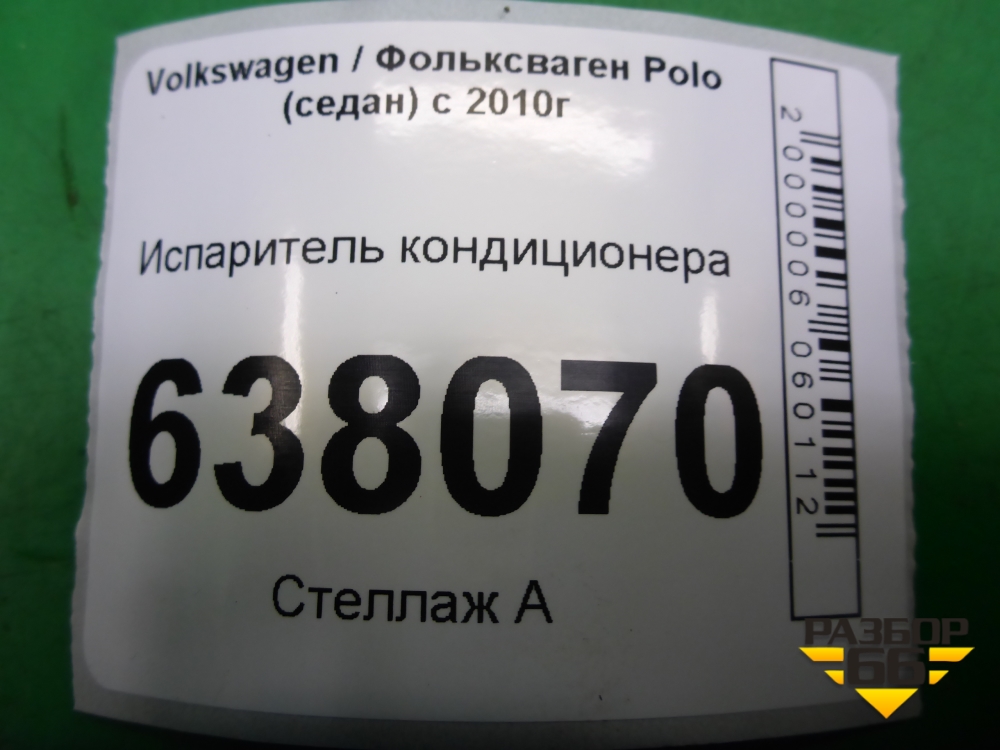 Volkswagen / Фольксваген Polo
(седан) с 2010г
Испаритель кондиционера
638070
Стеллаж А
2000006060112
РАЗБОР
66